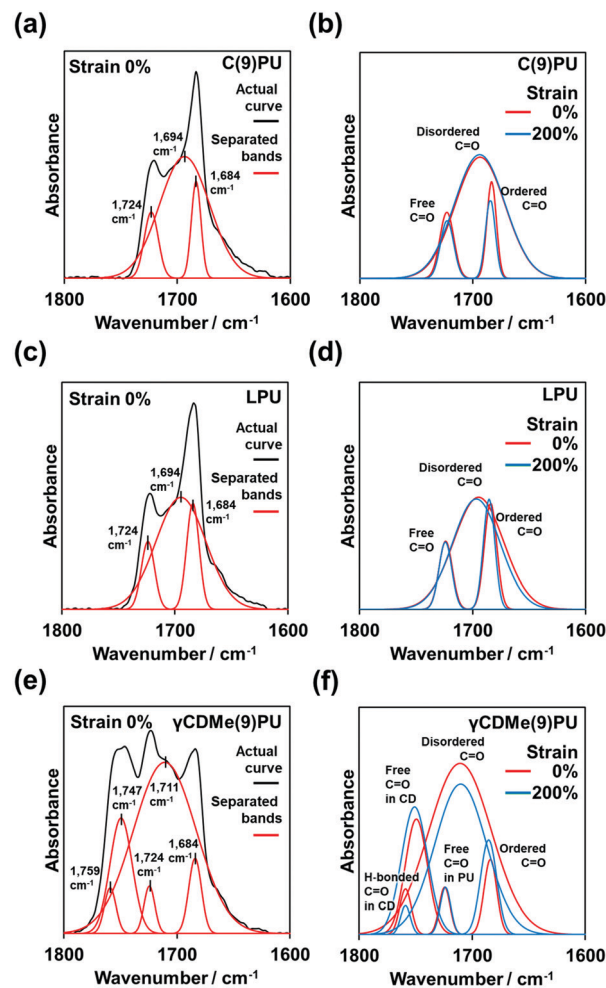 (a)
Strain 0%
C(9)PU
Actual
curve
Separated
bands
1,694
cm-1
1,684
cm-1
1,724
cm-1
Absorbance
1800
1700
1600
Wavenumber / cm-1
(b)
C(9)PU
Strain
0%
200%
Disordered
C=O
Free
C=O
Ordered
C=O
Absorbance
1800
1700
1600
Wavenumber / cm-1
(c)
Strain 0%
LPU
Actual
curve
Separated
bands
1,694
cm-1
1,684
cm-1
1,724
cm-1
Absorbance
1800
1700
1600
Wavenumber / cm-1
(d)
LPU
Strain
0%
200%
Disordered
C=O
Free
C=O
Ordered
C=O
Absorbance
1800
1700
1600
Wavenumber / cm-1
(e)
Strain 0%
γCDMe(9)PU
Actual
curve
Separated
bands
1,747
cm-1
1,711
cm-1
1,759
cm-1
1,724
cm-1
1,684
cm-1
Absorbance
1800
1700
1600
Wavenumber / cm-1
(f)
γCDMe(9)PU
Disordered
C=O
Strain
0%
200%
Free
C=O
in CD
H-bonded
C=O
in CD
Free
C=O
in PU
Ordered
C=O
Absorbance
1800
1700
1600
Wavenumber / cm-1